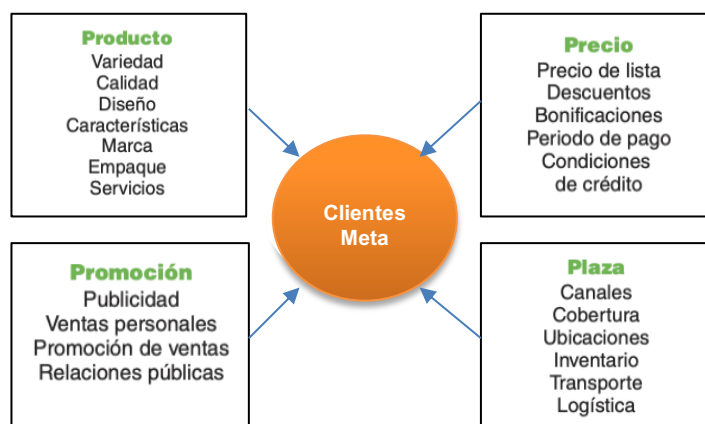 Producto
Variedad
Calidad
Diseño
Características
Marca
Empaque
Servicios
Precio
Precio de lista
Descuentos
Bonificaciones
Periodo de pago
Condiciones
de crédito
Clientes
Meta
Promoción
Publicidad
Ventas personales
Promoción de ventas
Relaciones públicas
Plaza
Canales
Cobertura
Ubicaciones
Inventario
Transporte
Logística